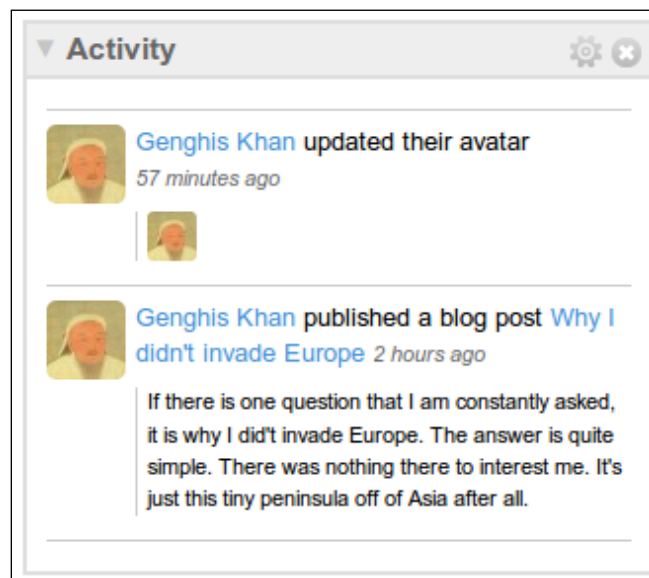 Activity
Genghis Khan updated their avatar
57 minutes ago
Genghis Khan published a blog post Why I
didn't invade Europe 2 hours ago
If there is one question that I am constantly asked,
it is why I did't invade Europe. The answer is quite
simple. There was nothing there to interest me. It's
just this tiny peninsula off of Asia after all.